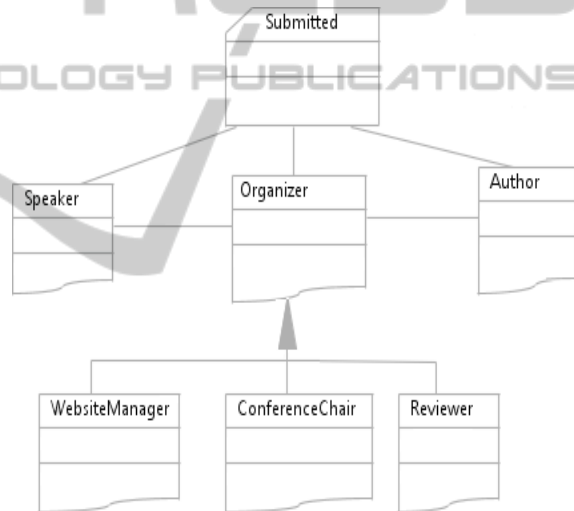 Submitted
OLOGY PUBLICATIONS
Speaker
Organizer
Author
WebsiteManager
ConferenceChair
Reviewer